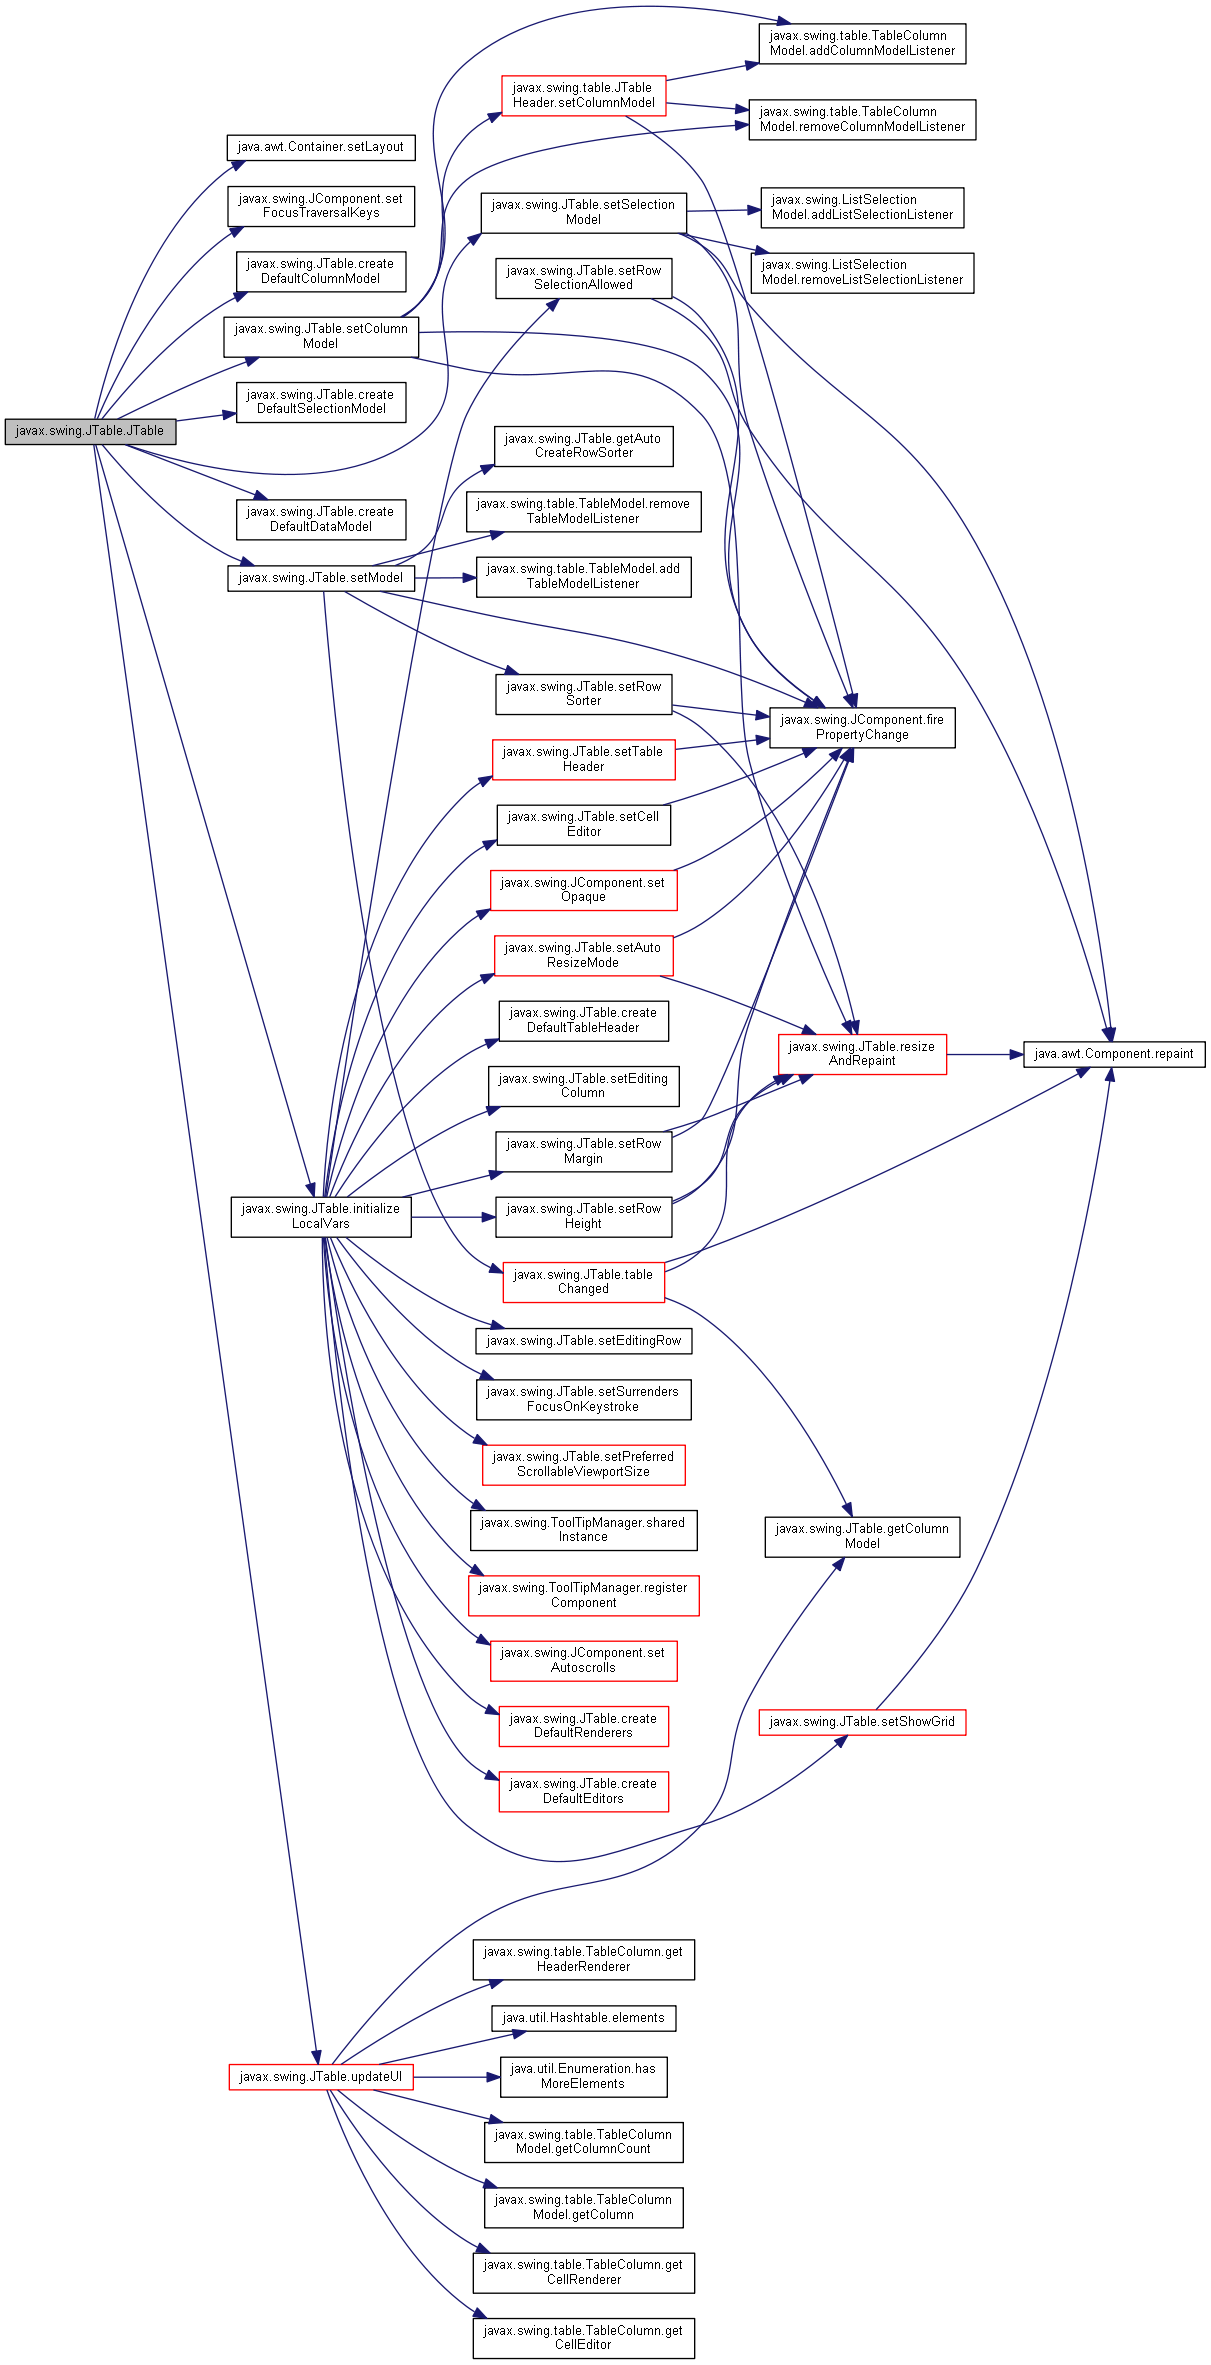 javax.swing.JTable.JTable
java.awt.Container.setLayout
javax.swing.JComponent.set
FocusTraversalKeys
javax.swing.JTable.create
DefaultColumnModel
javax.swing.JTable.setColumn
Model
javax.swing.JTable.create
DefaultSelectionModel
javax.swing.JTable.create
DefaultDataModel
javax.swing.JTable.setModel
javax.swing.JTable.initialize
LocalVars
javax.swing.JTable.updateUI
javax.swing.table.JTable
Header.setColumnModel
javax.swing.JTable.setSelection
Model
javax.swing.JTable.setRow
SelectionAllowed
javax.swing.JTable.getAuto
CreateRowSorter
javax.swing.table.TableModel.remove
TableModelListener
javax.swing.table.TableModel.add
TableModelListener
javax.swing.JTable.setRow
Sorter
javax.swing.JTable.setTable
Header
javax.swing.JTable.setCell
Editor
javax.swing.JComponent.set
Opaque
javax.swing.JTable.setAuto
ResizeMode
javax.swing.JTable.create
DefaultTableHeader
javax.swing.JTable.setEditing
Column
javax.swing.JTable.setRow
Margin
javax.swing.JTable.setRow
Height
javax.swing.JTable.table
Changed
javax.swing.JTable.setEditingRow
javax.swing.JTable.setSurrenders
FocusOnKeystroke
javax.swing.JTable.setPreferred
ScrollableViewportSize
javax.swing.ToolTipManager.shared
Instance
javax.swing.ToolTipManager.register
Component
javax.swing.JComponent.set
Autoscrolls
javax.swing.JTable.create
DefaultRenderers
javax.swing.JTable.create
DefaultEditors
javax.swing.table.TableColumn.get
HeaderRenderer
java.util.Hashtable.elements
java.util.Enumeration.has
MoreElements
javax.swing.table.TableColumn
Model.getColumnCount
javax.swing.table.TableColumn
Model.getColumn
javax.swing.table.TableColumn.get
CellRenderer
javax.swing.table.TableColumn.get
CellEditor
javax.swing.table.TableColumn
Model.addColumnModelListener
javax.swing.table.TableColumn
Model.removeColumnModelListener
javax.swing.ListSelection
Model.addListSelectionListener
javax.swing.ListSelection
Model.removeListSelectionListener
javax.swing.JComponent.fire
PropertyChange
javax.swing.JTable.resize
AndRepaint
javax.swing.JTable.getColumn
Model
javax.swing.JTable.setShowGrid
java.awt.Component.repaint